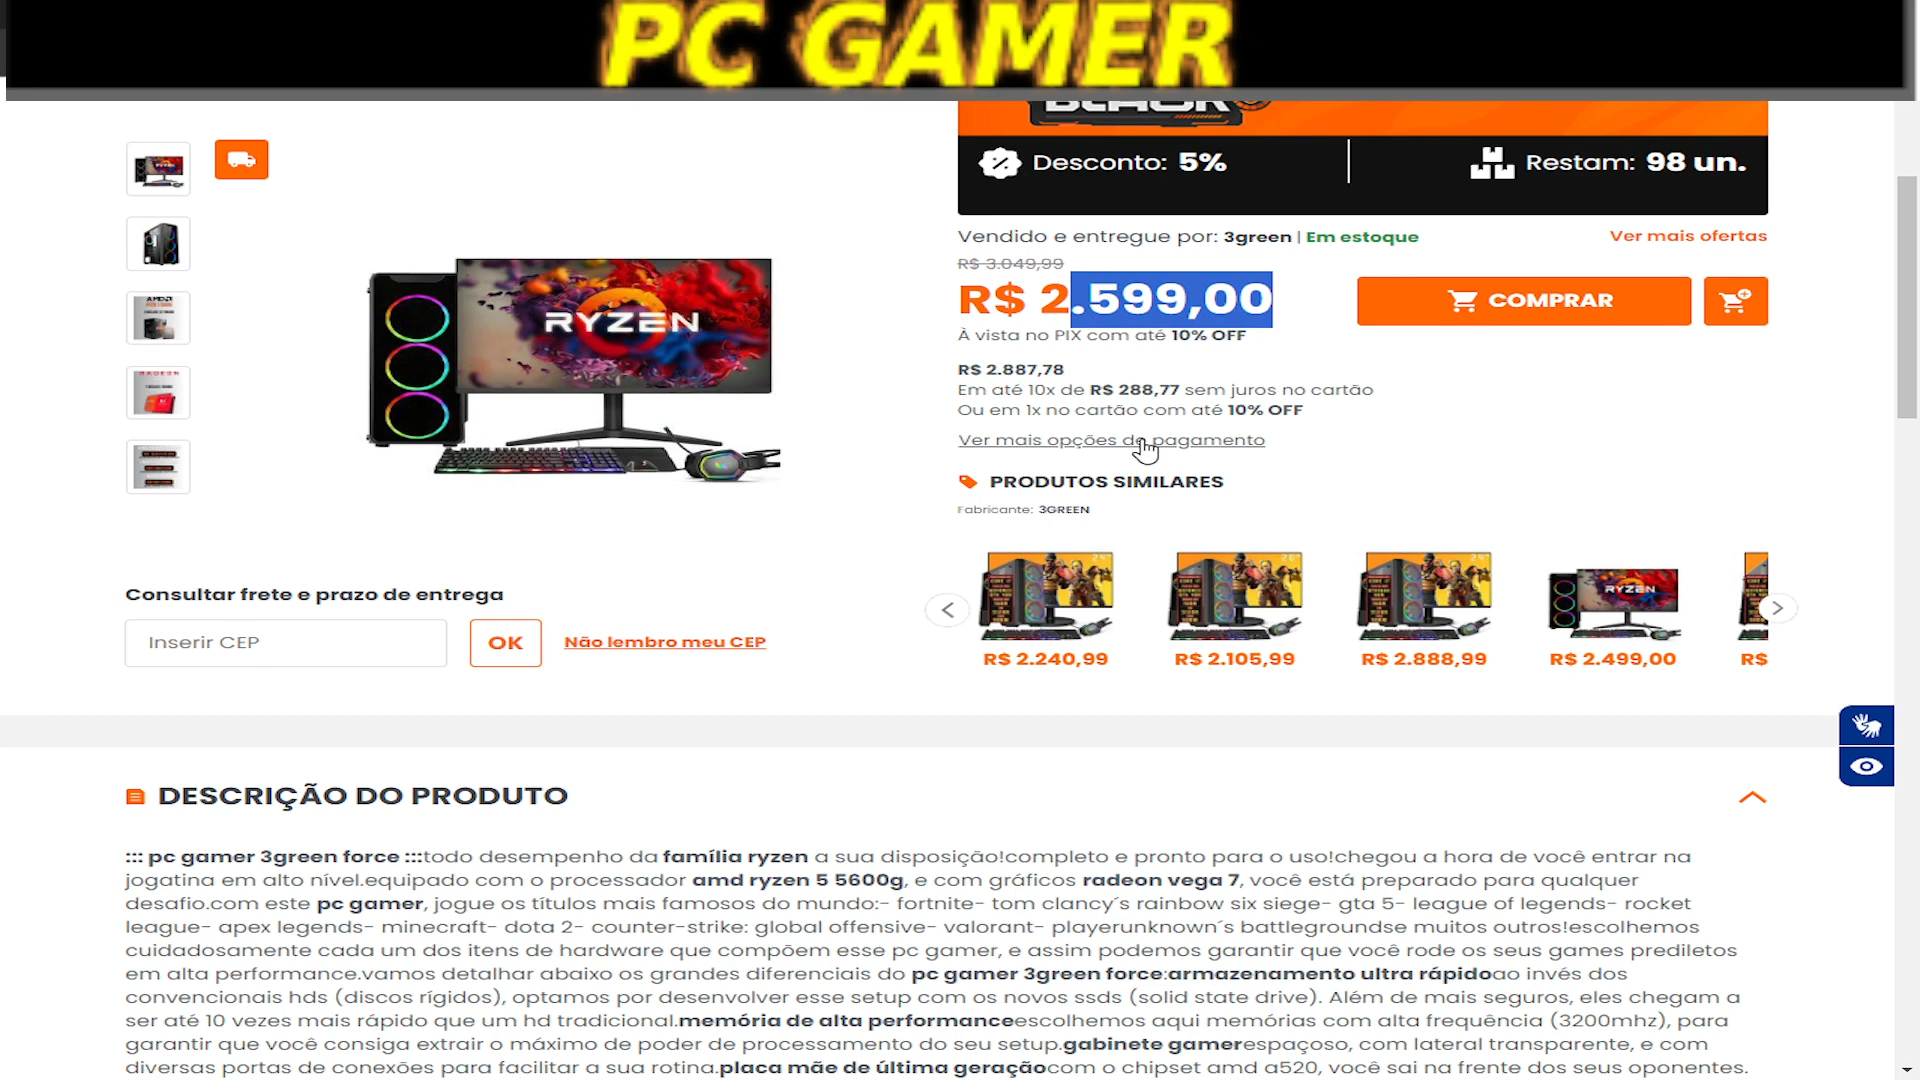 PC GAMER
BLACK
Desconto: 5%
Restam: 98 un.
Vendido e entregue por: 3green | Em estoque
Ver mais ofertas
R$ 3.049,99
R$ 2.599,00
COMPRAR
À vista no PIX com até 10% OFF
R$ 2.887,78
Em até 10x de R$ 288,77 sem juros no cartão
Ou em 1x no cartão com até 10% OFF
Ver mais opções de pagamento
RYZEN
PRODUTOS SIMILARES
Fabricante: 3GREEN
RYZEN
R$ 2.240,99
R$ 2.105,99
R$ 2.888,99
R$ 2.499,00
R$
Consultar frete e prazo de entrega
Inserir CEP
OK
Não lembro meu CEP
DESCRIÇÃO DO PRODUTO
::: pc gamer 3green force :::todo desempenho da família ryzen a sua disposição!completo e pronto para o uso!chegou a hora de você entrar na
jogatina em alto nível.equipado com o processador amd ryzen 5 5600g, e com gráficos radeon vega 7, você está preparado para qualquer
desafio.com este pc gamer, jogue os títulos mais famosos do mundo:- fortnite- tom clancy´s rainbow six siege- gta 5- league of legends- rocket
league- apex legends- minecraft- dota 2- counter-strike: global offensive- valorant- playerunknown´s battlegroundse muitos outros!escolhemos
cuidadosamente cada um dos itens de hardware que compõem esse pc gamer, e assim podemos garantir que você rode os seus games prediletos
em alta performance.vamos detalhar abaixo os grandes diferenciais do pc gamer 3green force:armazenamento ultra rápidoao invés dos
convencionais hds (discos rígidos), optamos por desenvolver esse setup com os novos ssds (solid state drive). Além de mais seguros, eles chegam a
ser até 10 vezes mais rápido que um hd tradicional.memória de alta performanceescolhemos aqui memórias com alta frequência (3200mhz), para
garantir que você consiga extrair o máximo de poder de processamento do seu setup.gabinete gamerespaçoso, com lateral transparente, e com
diversas portas de conexões para facilitar a sua rotina.placa mãe de última geraçãocom o chipset amd a520, você sai na frente dos seus oponentes.